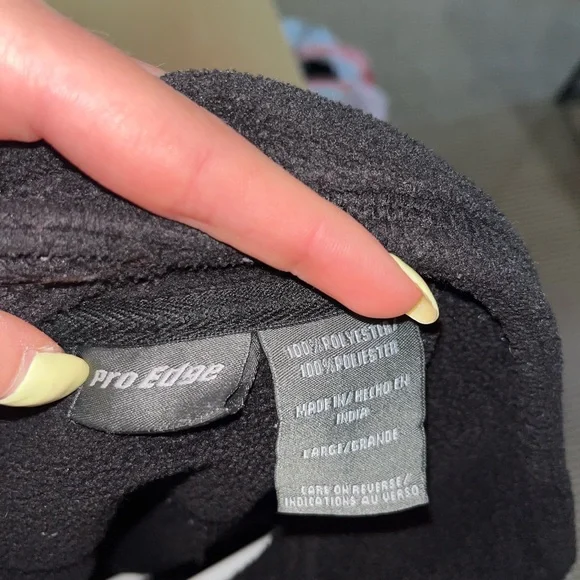 Pro Edge
100% POLYESTER/
100% POLIESTER
MADE IN/ HECHO EN
INDIA
LARGE/GRANDE
CARE ON REVERSE/
INDICATIONS AU VERSO